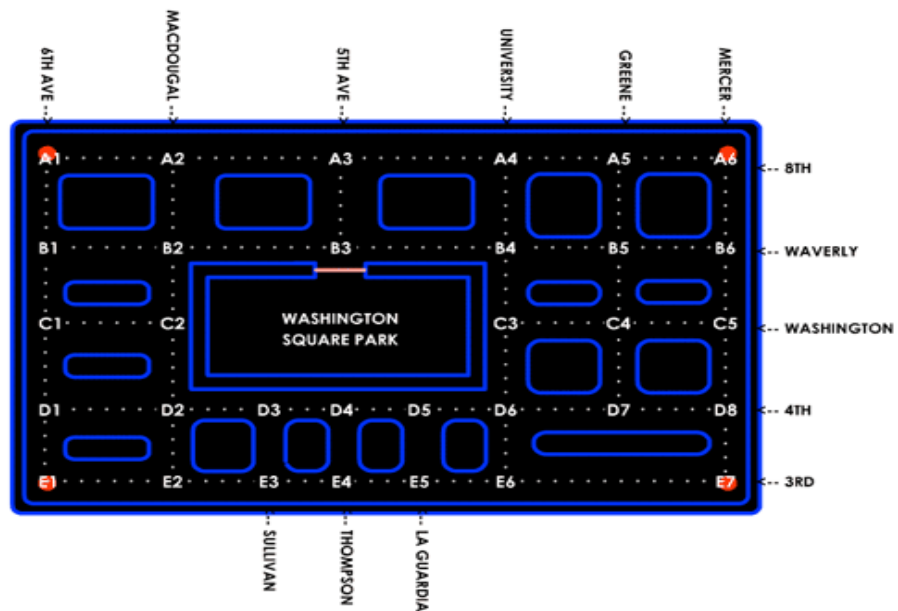 6TH AVE --> MACDOUGAL --> 5TH AVE --> UNIVERSITY --> GREENE --> MERCER -->
A1 A2 A3 A4 A5 A6
<-- 8TH
B1 B2 B3 B4 B5 B6
<-- WAVERLY
WASHINGTON
SQUARE PARK
C1 C2 C3 C4 C5
<-- WASHINGTON
D1 D2 D3 D4 D5 D6 D7 D8
<-- 4TH
E1 E2 E3 E4 E5 E6 E7
<-- 3RD
<-- SULLIVAN <-- THOMPSON <-- LA GUARDIA